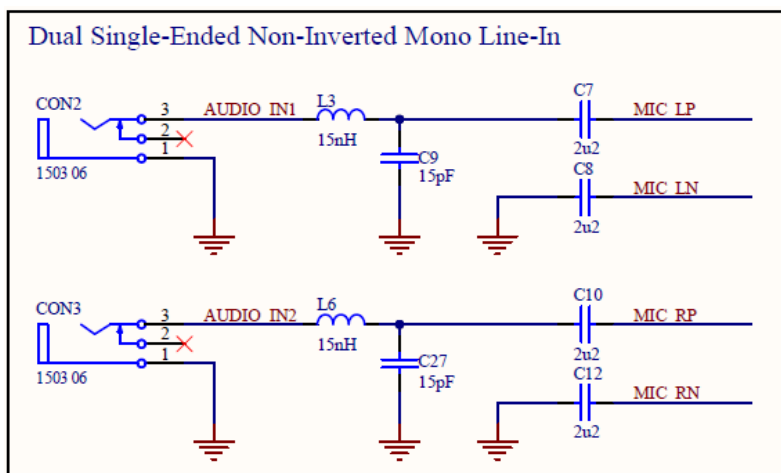 Dual Single-Ended Non-Inverted Mono Line-In
CON2
3
2
1
1503 06
AUDIO IN1
L3
15nH
C9
15pF
C7
2u2
MIC LP
C8
2u2
MIC LN
CON3
3
2
1
1503 06
AUDIO IN2
L6
15nH
C27
15pF
C10
2u2
MIC RP
C12
2u2
MIC RN